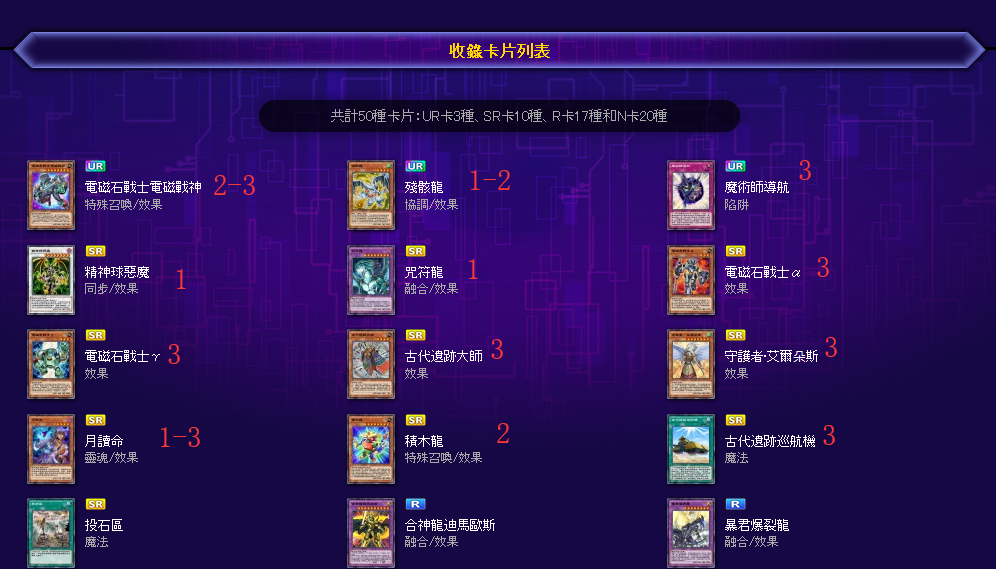 收錄卡片列表
共計50種卡片:UR卡3種、SR卡10種、R卡17種和N卡20種
UR
電磁石戰士電磁戰神 2-3
特殊召喚/效果
UR
殘骸龍 1-2
協調/效果
UR
魔術師導航 3
陷阱
SR
精神球惡魔 1
同步/效果
SR
咒符龍 1
融合/效果
SR
電磁石戰士α 3
效果
SR
電磁石戰士γ 3
效果
SR
古代遺跡大師 3
效果
SR
守護者·艾爾朵斯 3
效果
SR
月讀命 1-3
靈魂/效果
SR
積木龍 2
特殊召喚/效果
SR
古代遺跡巡航機 3
魔法
SR
投石區
魔法
R
合神龍迪馬歐斯
融合/效果
R
暴君爆裂龍
融合/效果